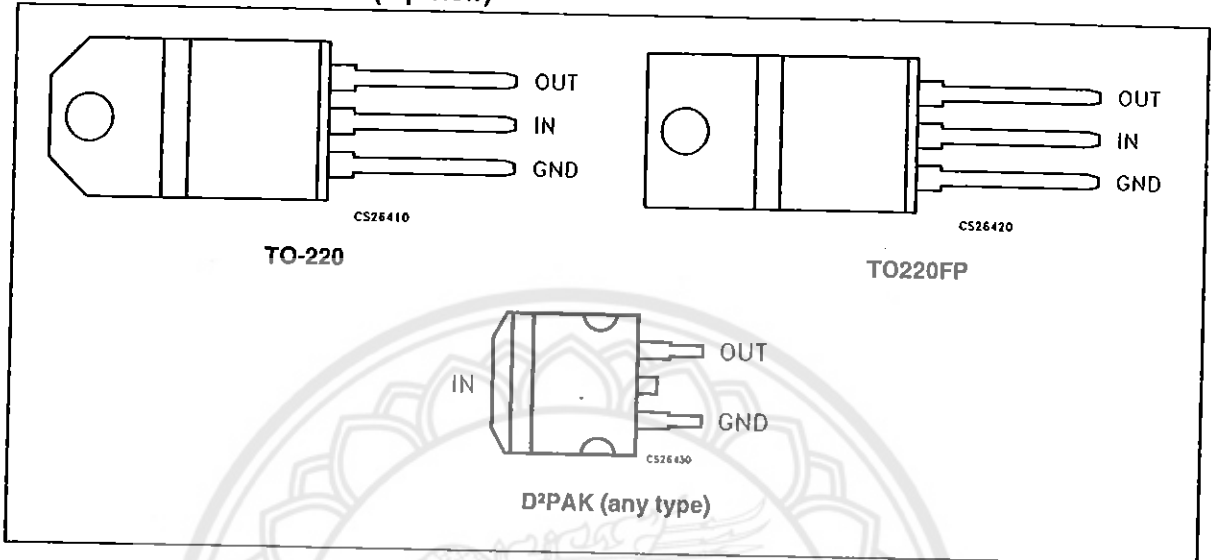 OUT
IN
GND
CS26410
TO-220
OUT
IN
GND
CS26420
TO220FP
IN
OUT
GND
CS26430
D²PAK (any type)